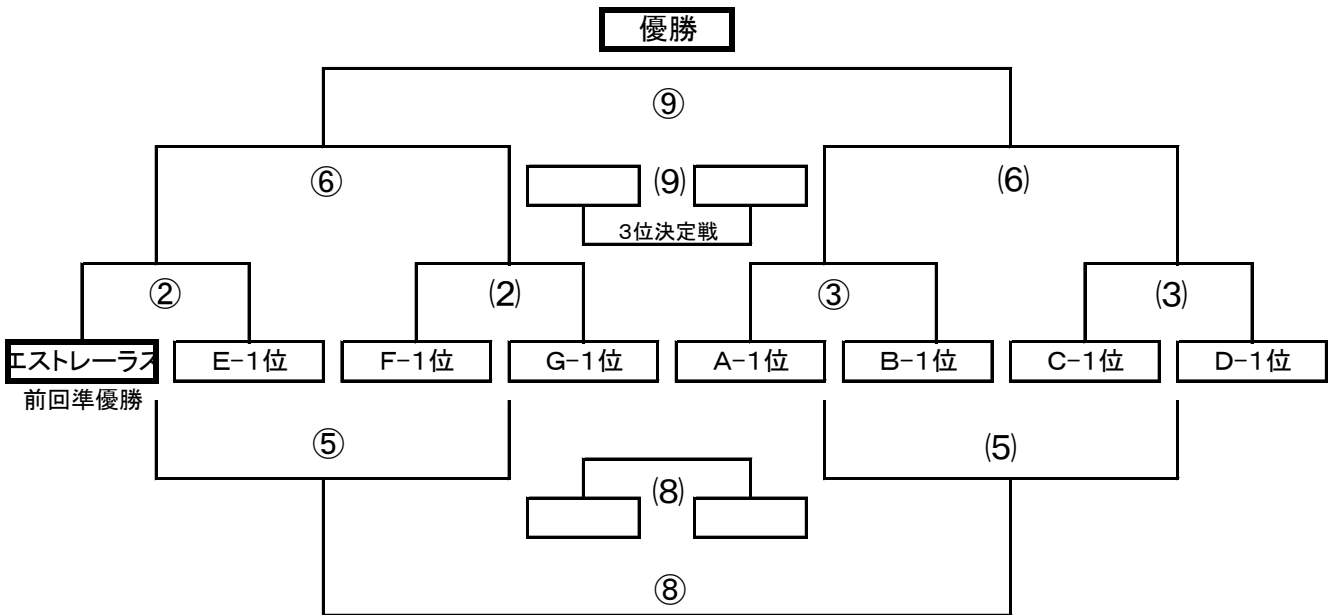 優勝
⑨
⑥ ⑼ ⑹
3位決定戦
② ⑵ ③ ⑶
エストレーラス E-1位 F-1位 G-1位 A-1位 B-1位 C-1位 D-1位
前回準優勝
⑤ ⑸
⑻
⑧